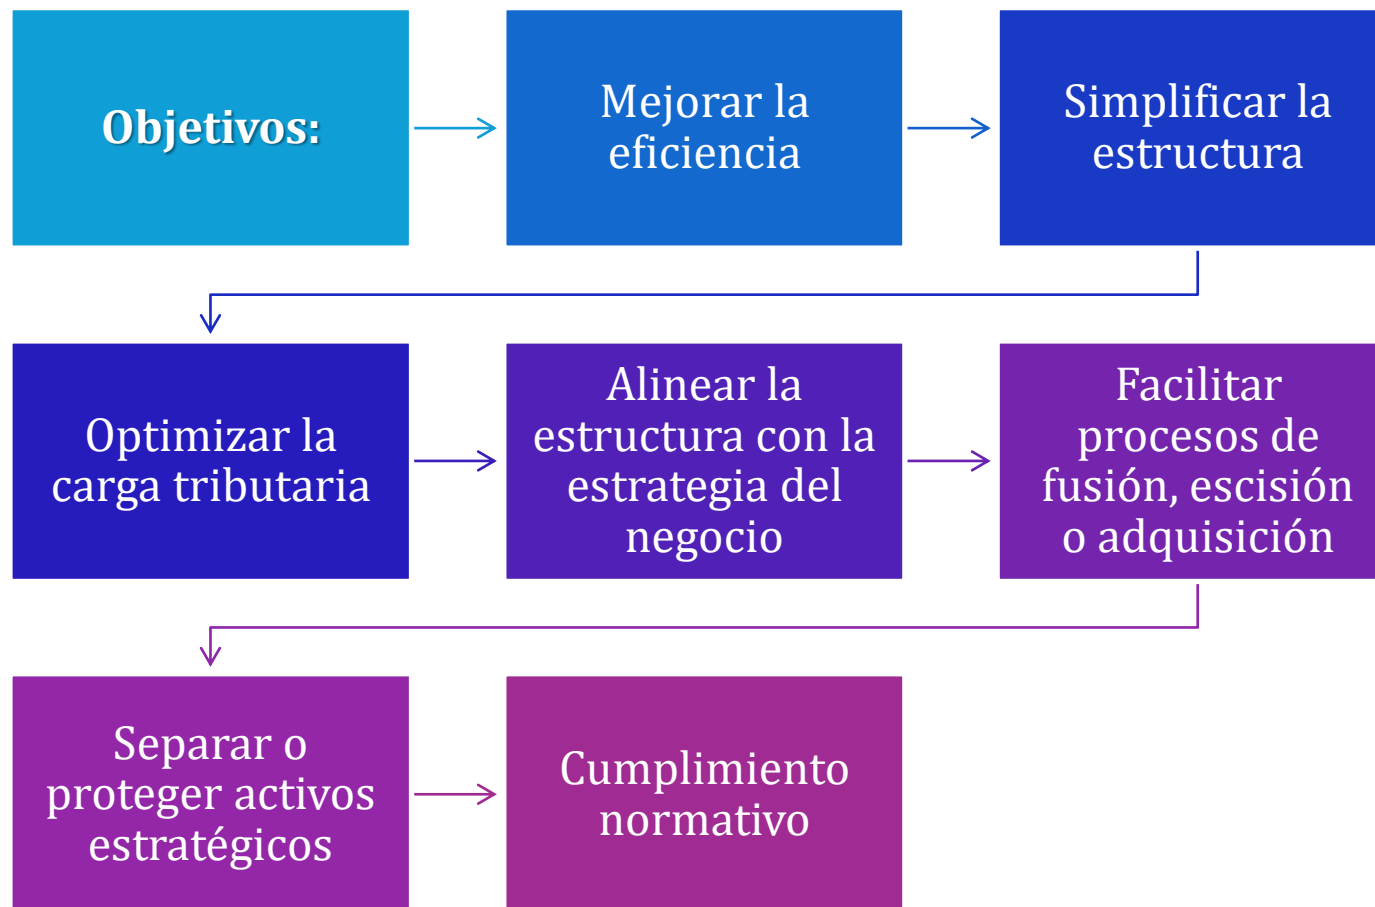 Objetivos:
Mejorar la
eficiencia
Simplificar la
estructura
Optimizar la
carga tributaria
Alinear la
estructura con la
estrategia del
negocio
Facilitar
procesos de
fusión, escisión
o adquisición
Separar o
proteger activos
estratégicos
Cumplimiento
normativo